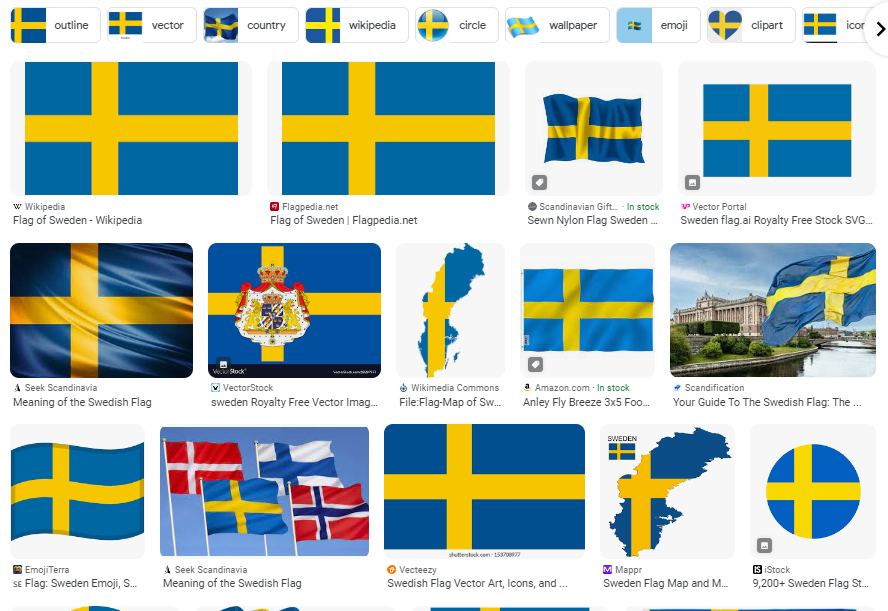 outline
vector
country
wikipedia
circle
wallpaper
emoji
clipart
icon
Wikipedia
Flag of Sweden - Wikipedia
Flagpedia.net
Flag of Sweden | Flagpedia.net
Scandinavian Gift... · In stock
Sewn Nylon Flag Sweden ...
Vector Portal
Sweden flag.ai Royalty Free Stock SVG...
VectorStock
Seek Scandinavia
Meaning of the Swedish Flag
VectorStock
sweden Royalty Free Vector Imag...
Wikimedia Commons
File:Flag-Map of Sw...
Amazon.com · In stock
Anley Fly Breeze 3x5 Foo...
Scandification
Your Guide To The Swedish Flag: The ...
SWEDEN
shutterstock.com · 153708977
EmojiTerra
SE Flag: Sweden Emoji, S...
Seek Scandinavia
Meaning of the Swedish Flag
Vecteezy
Swedish Flag Vector Art, Icons, and ...
Mappr
Sweden Flag Map and M...
iStock
9,200+ Sweden Flag St...